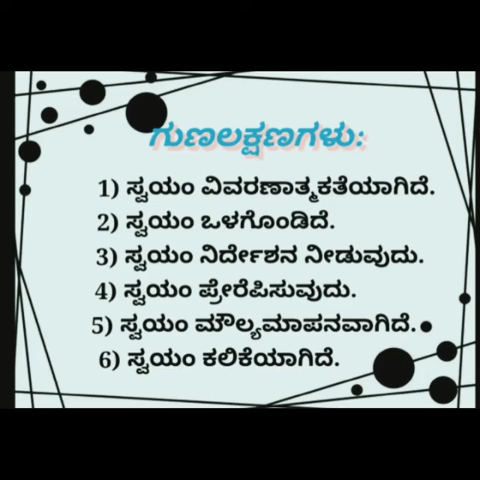 ಗುಣಲಕ್ಷಣಗಳು:
1) ಸ್ವಯಂ ವಿವರಣಾತ್ಮಕತೆಯಾಗಿದೆ.
2) ಸ್ವಯಂ ಒಳಗೊಂಡಿದೆ.
3) ಸ್ವಯಂ ನಿರ್ದೇಶನ ನೀಡುವುದು.
4) ಸ್ವಯಂ ಪ್ರೇರೆಪಿಸುವುದು.
5) ಸ್ವಯಂ ಮೌಲ್ಯಮಾಪನವಾಗಿದೆ.
6) ಸ್ವಯಂ ಕಲಿಕೆಯಾಗಿದೆ.